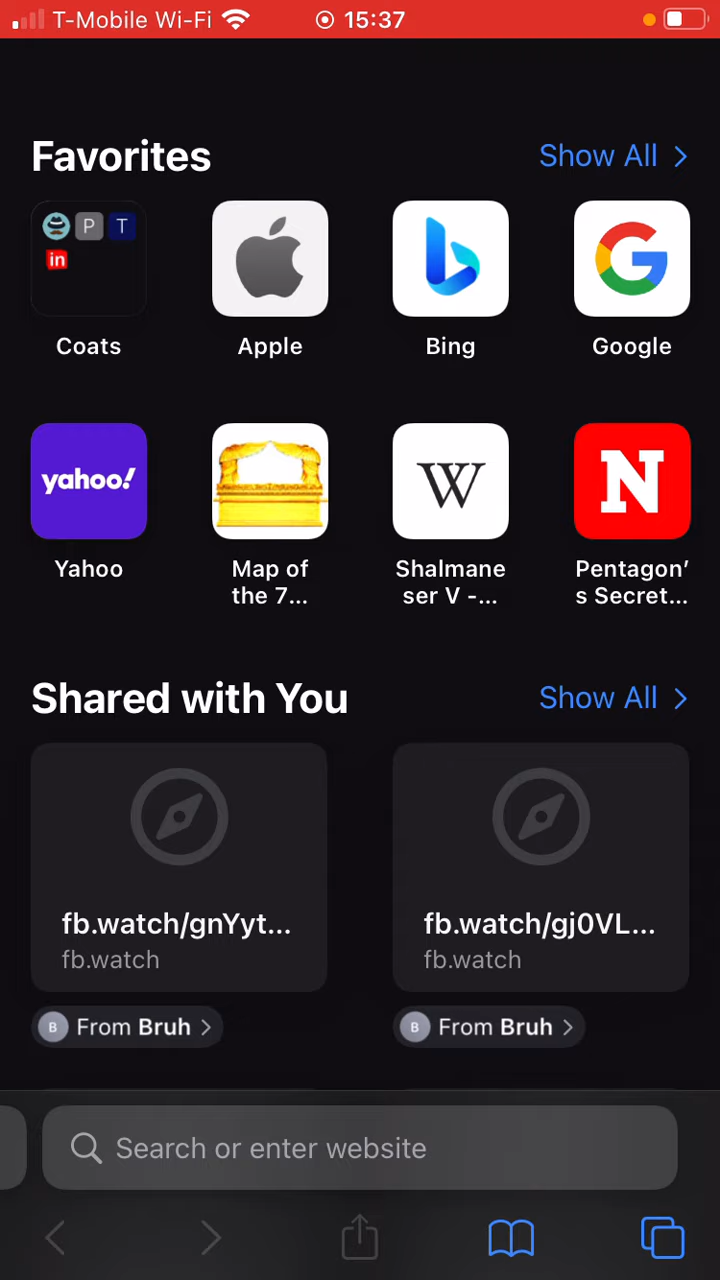 T-Mobile Wi-Fi 15:37
Favorites Show All
P T
in
Coats Apple Bing Google
yahoo! W N
Yahoo Map of Shalmane Pentagon’
the 7... ser V -... s Secret...
Shared with You Show All
fb.watch/gnYyt... fb.watch/gj0VL...
fb.watch fb.watch
B From Bruh B From Bruh
Search or enter website